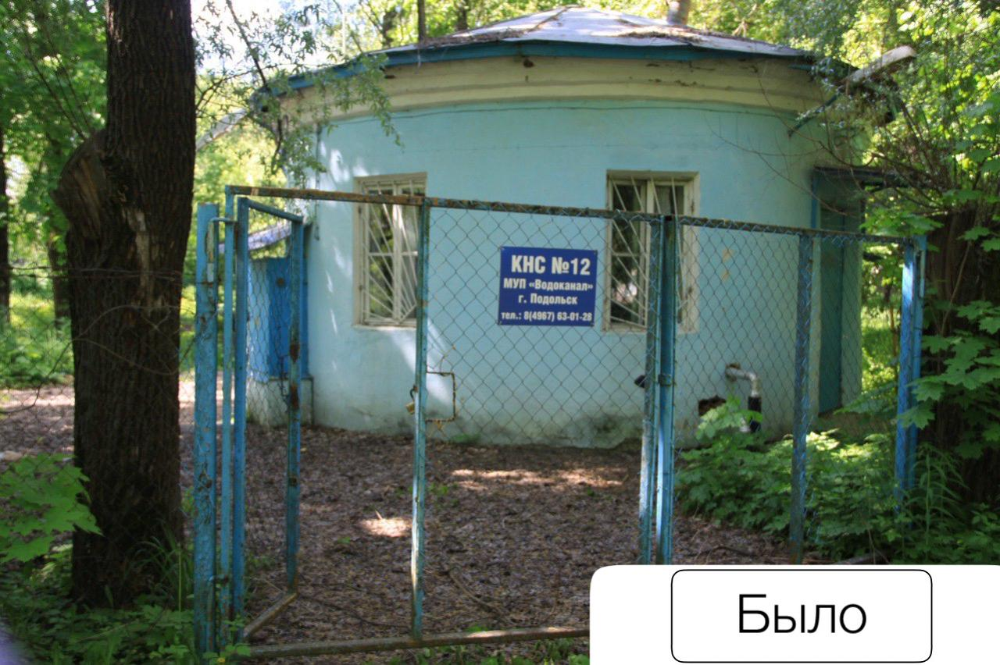 КНС №12
МУП «Водоканал»
г. Подольск
тел.: 8(4967) 63-01-28
Было